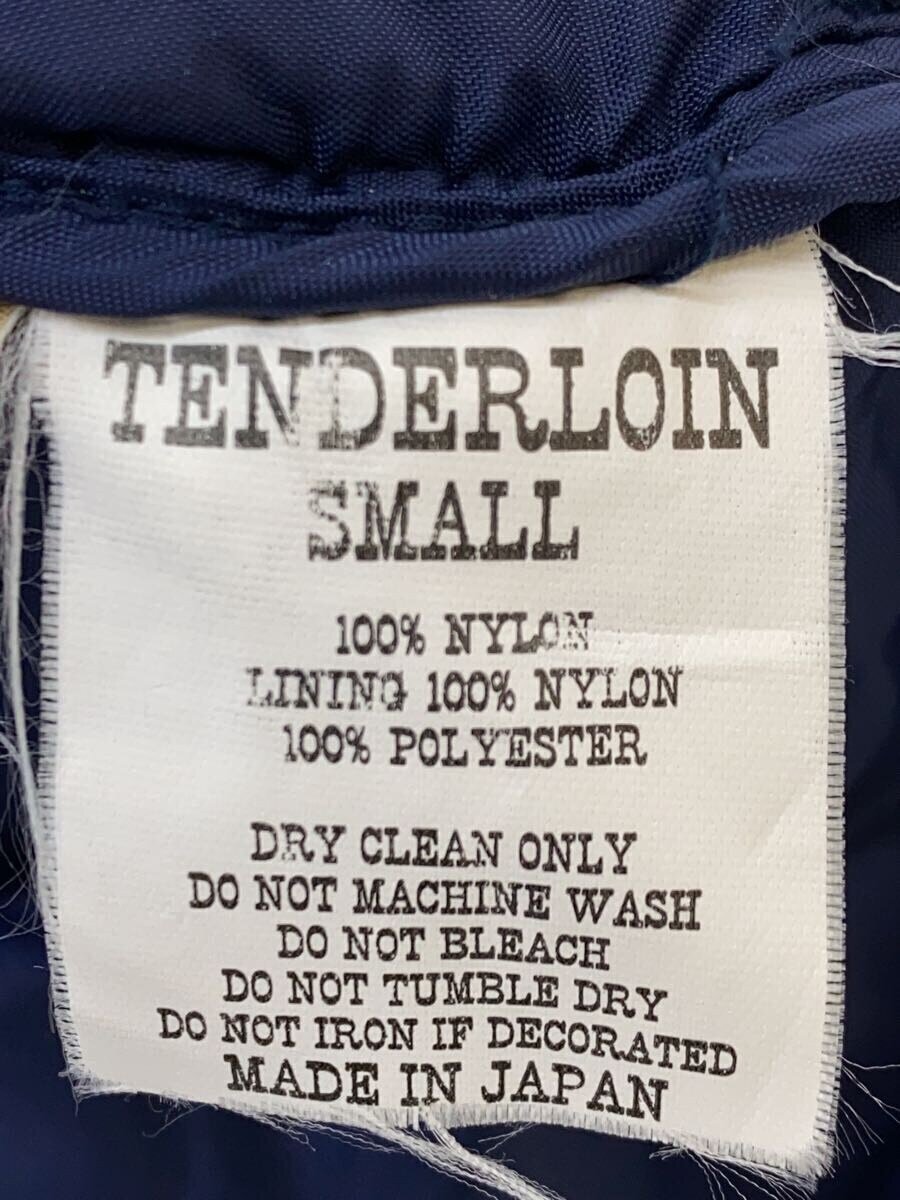 TENDERLOIN
SMALL
100% NYLON
LINING 100% NYLON
100% POLYESTER
DRY CLEAN ONLY
DO NOT MACHINE WASH
DO NOT BLEACH
DO NOT TUMBLE DRY
DO NOT IRON IF DECORATED
MADE IN JAPAN